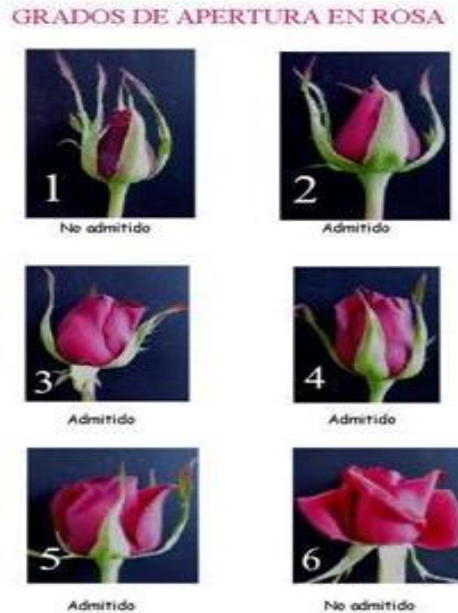 GRADOS DE APERTURA EN ROSA
1
2
No admitido
Admitido
3
4
Admitido
Admitido
5
6
Admitido
No admitido